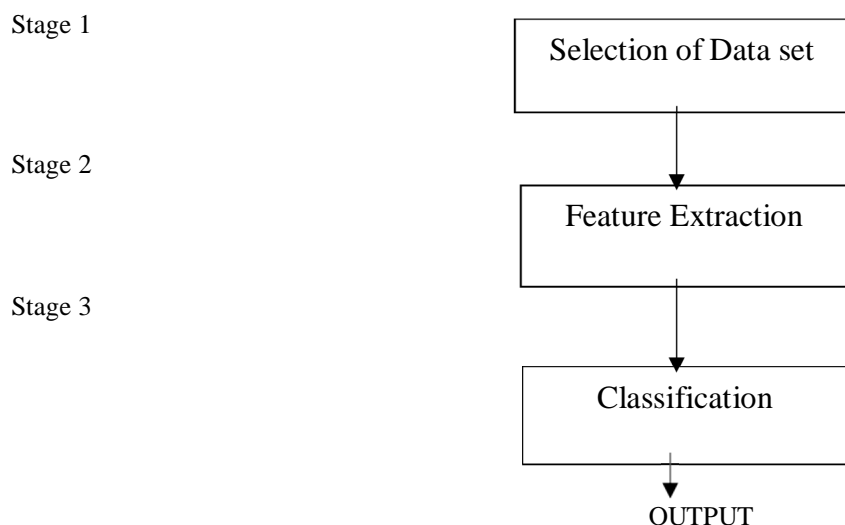 Stage 1
Selection of Data set
Stage 2
Feature Extraction
Stage 3
Classification
OUTPUT